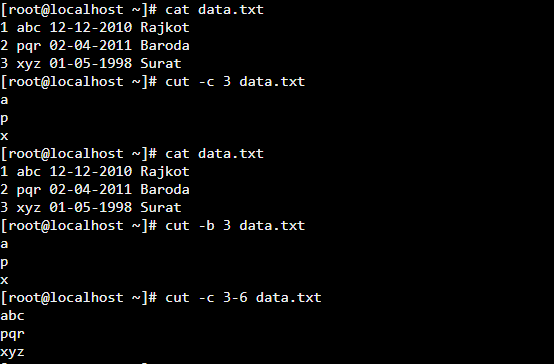 [root@localhost ~]# cat data.txt
1 abc 12-12-2010 Rajkot
2 pqr 02-04-2011 Baroda
3 xyz 01-05-1998 Surat
[root@localhost ~]# cut -c 3 data.txt
a
p
x
[root@localhost ~]# cat data.txt
1 abc 12-12-2010 Rajkot
2 pqr 02-04-2011 Baroda
3 xyz 01-05-1998 Surat
[root@localhost ~]# cut -b 3 data.txt
a
p
x
[root@localhost ~]# cut -c 3-6 data.txt
abc
pqr
xyz